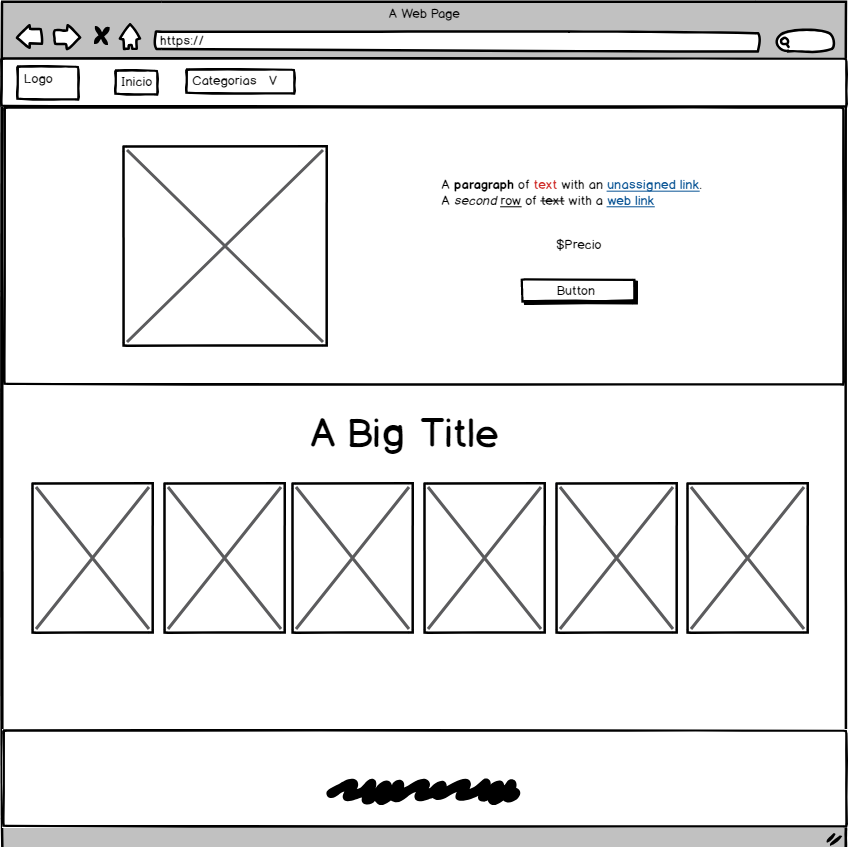 A Web Page
https://
Logo
Inicio
Categorias V
A paragraph of text with an unassigned link.
A second row of text with a web link
$Precio
Button
A Big Title